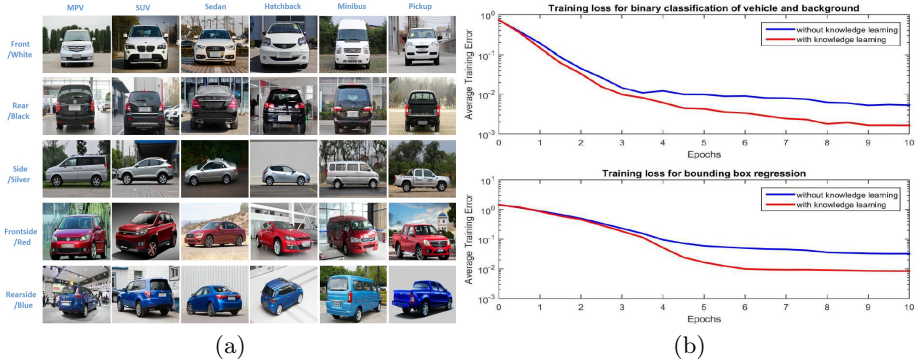 MPV SUV Sedan Hatchback Minibus Pickup
Front
/White
Rear
/Black
Side
/Silver
Frontside
/Red
Rearside
/Blue
(a)
Training loss for binary classification of vehicle and background
Average Training Error
10^0
10^-1
10^-2
10^-3
without knowledge learning
with knowledge learning
0 1 2 3 4 5 6 7 8 9 10
Epochs
Training loss for bounding box regression
Average Training Error
10^1
10^0
10^-1
10^-2
10^-3
without knowledge learning
with knowledge learning
0 1 2 3 4 5 6 7 8 9 10
Epochs
(b)